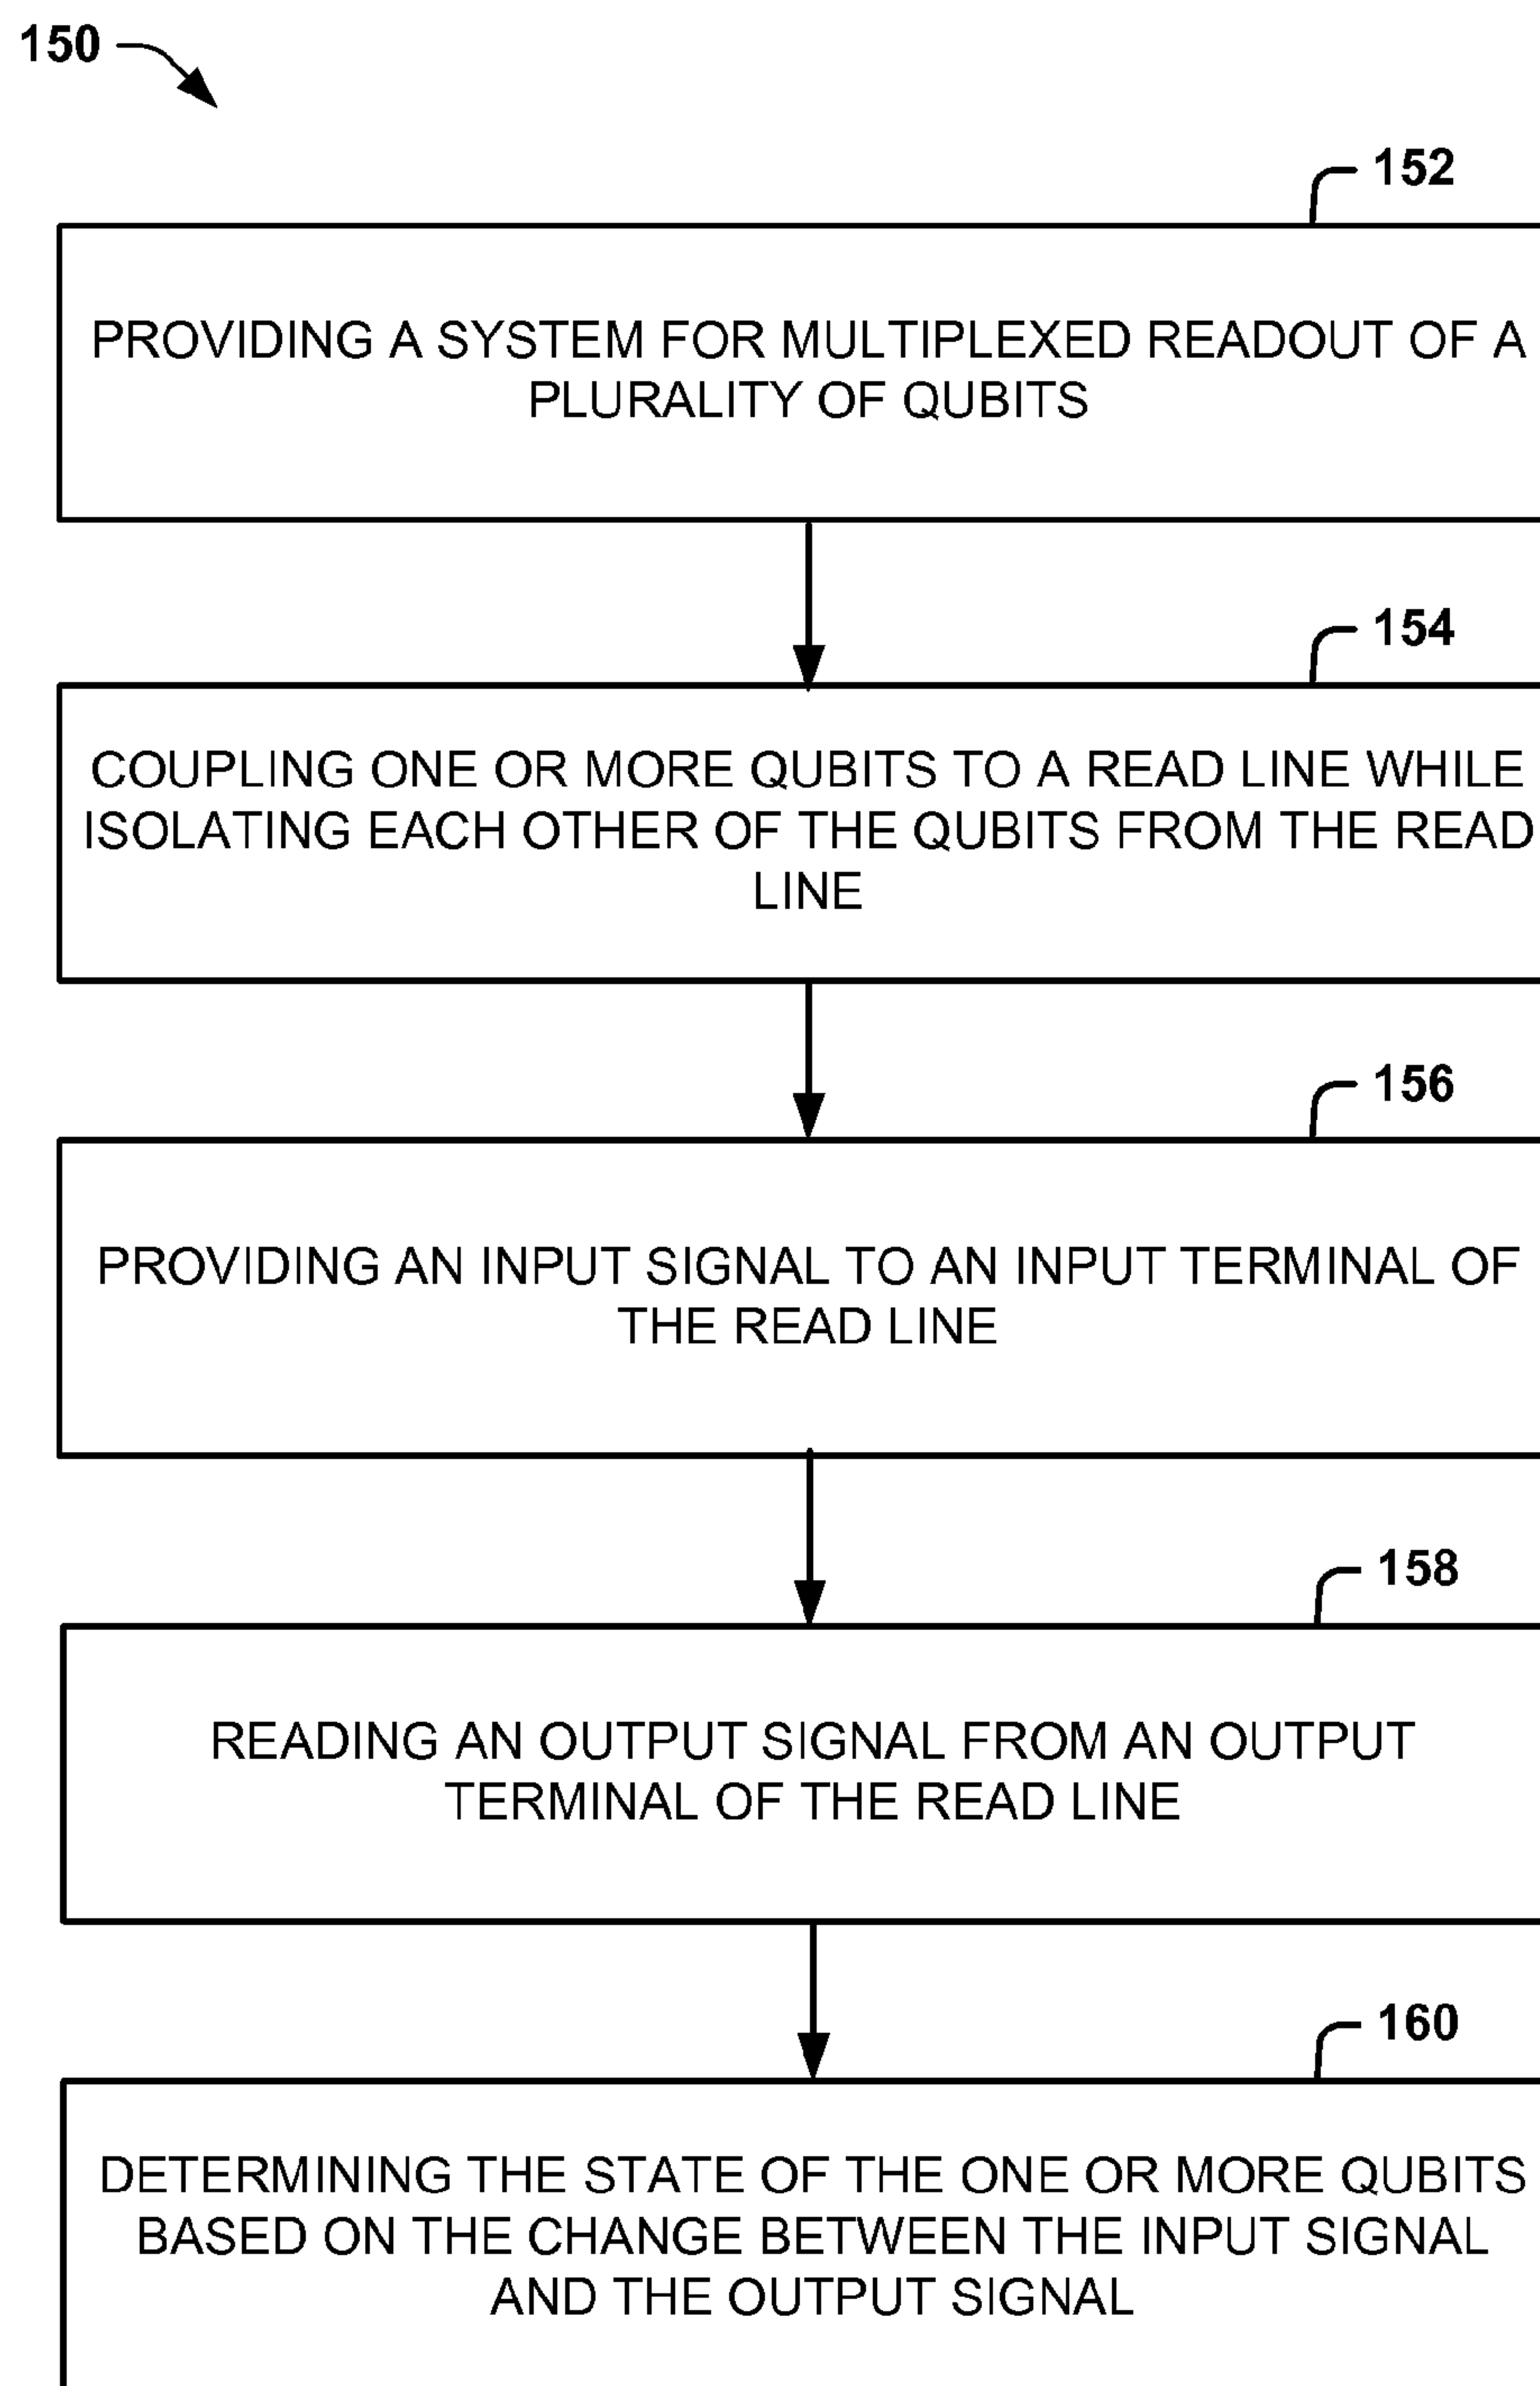 150
152
PROVIDING A SYSTEM FOR MULTIPLEXED READOUT OF A
PLURALITY OF QUBITS
154
COUPLING ONE OR MORE QUBITS TO A READ LINE WHILE
ISOLATING EACH OTHER OF THE QUBITS FROM THE READ
LINE
156
PROVIDING AN INPUT SIGNAL TO AN INPUT TERMINAL OF
THE READ LINE
158
READING AN OUTPUT SIGNAL FROM AN OUTPUT
TERMINAL OF THE READ LINE
160
DETERMINING THE STATE OF THE ONE OR MORE QUBITS
BASED ON THE CHANGE BETWEEN THE INPUT SIGNAL
AND THE OUTPUT SIGNAL